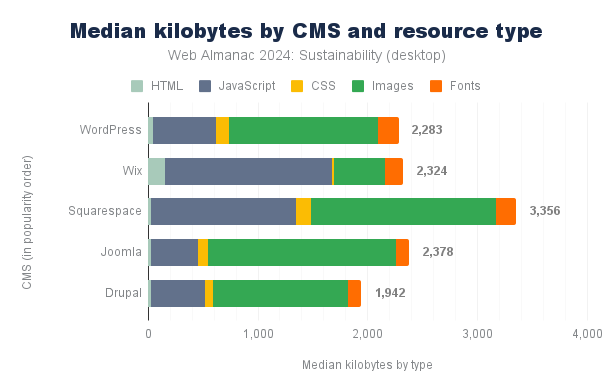 Median kilobytes by CMS and resource type
Web Almanac 2024: Sustainability (desktop)
HTML JavaScript CSS Images Fonts
CMS (in popularity order)
WordPress 2,283
Wix 2,324
Squarespace 3,356
Joomla 2,378
Drupal 1,942
0 1,000 2,000 3,000 4,000
Median kilobytes by type